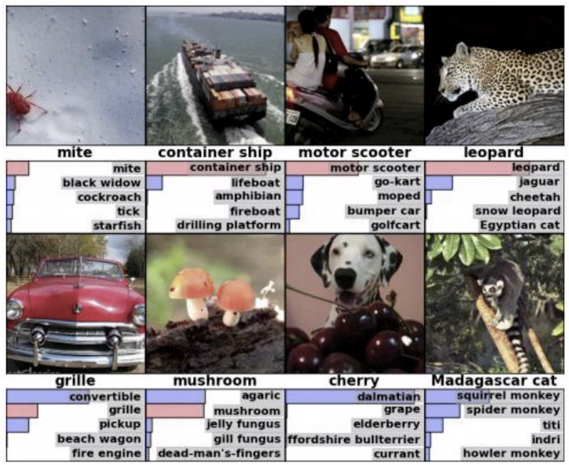 mite
container ship
motor scooter
leopard
mite
black widow
cockroach
tick
starfish
container ship
lifeboat
amphibian
fireboat
drilling platform
motor scooter
go-kart
moped
bumper car
golfcart
leopard
jaguar
cheetah
snow leopard
Egyptian cat
grille
mushroom
cherry
Madagascar cat
convertible
grille
pickup
beach wagon
fire engine
agaric
mushroom
jelly fungus
gill fungus
dead-man's-fingers
dalmatian
grape
elderberry
ffordshire bullterrier
currant
squirrel monkey
spider monkey
titi
indri
howler monkey